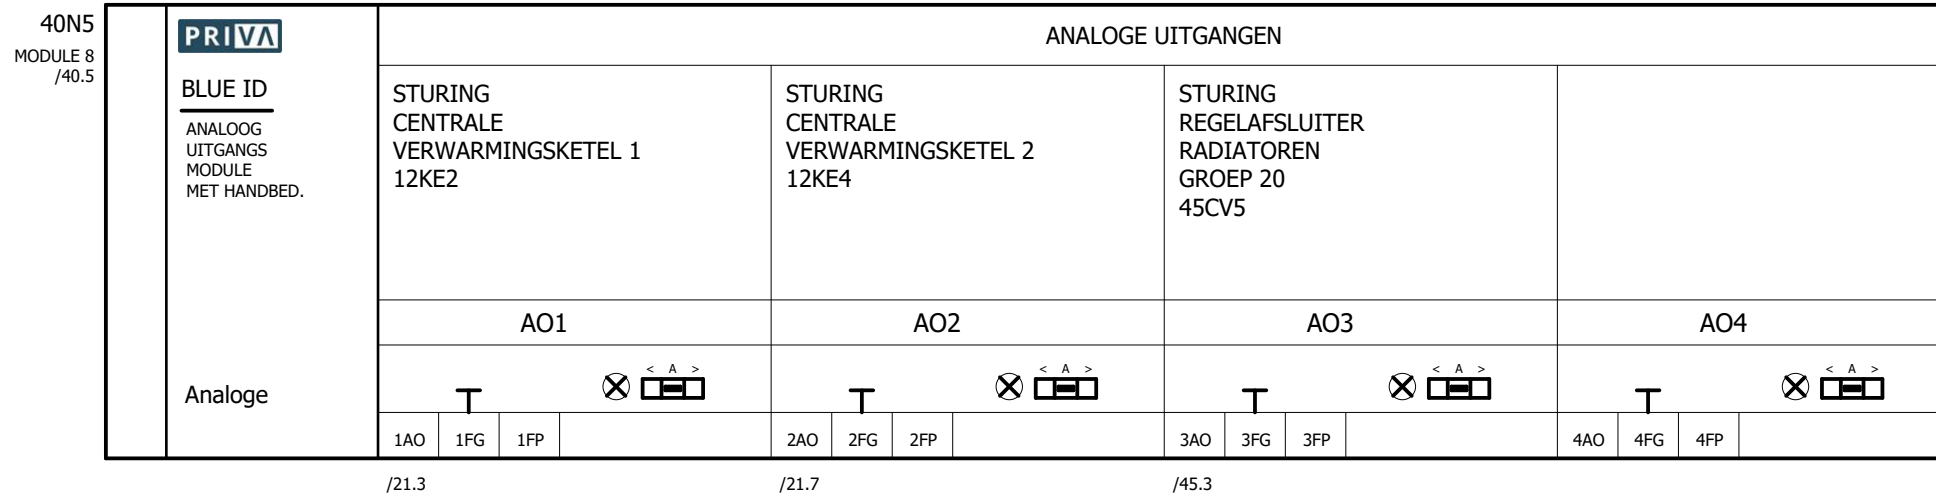 40N5
MODULE 8
/40.5
PRIVA
BLUE ID
ANALOOG
UITGANGS
MODULE
MET HANDBED.
Analoge
ANALOGE UITGANGEN
STURING
CENTRALE
VERWARMINGSKETEL 1
12KE2
STURING
CENTRALE
VERWARMINGSKETEL 2
12KE4
STURING
REGELAFSLUITER
RADIATOREN
GROEP 20
45CV5
AO1 AO2 AO3 AO4
< A > < A > < A > < A >
1AO 1FG 1FP 2AO 2FG 2FP 3AO 3FG 3FP 4AO 4FG 4FP
/21.3 /21.7 /45.3